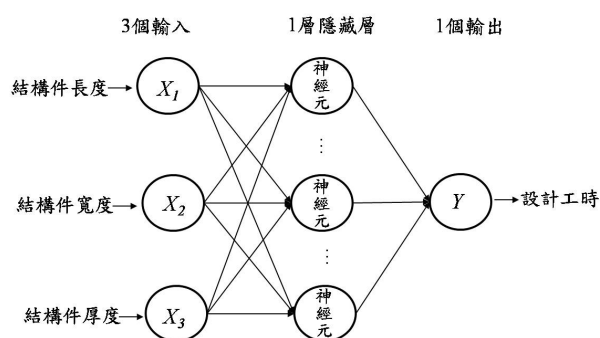 3個輸入 1層隱藏層 1個輸出
結構件長度 X1 神經元
⋮
結構件寬度 X2 神經元 Y 設計工時
⋮
結構件厚度 X3 神經元